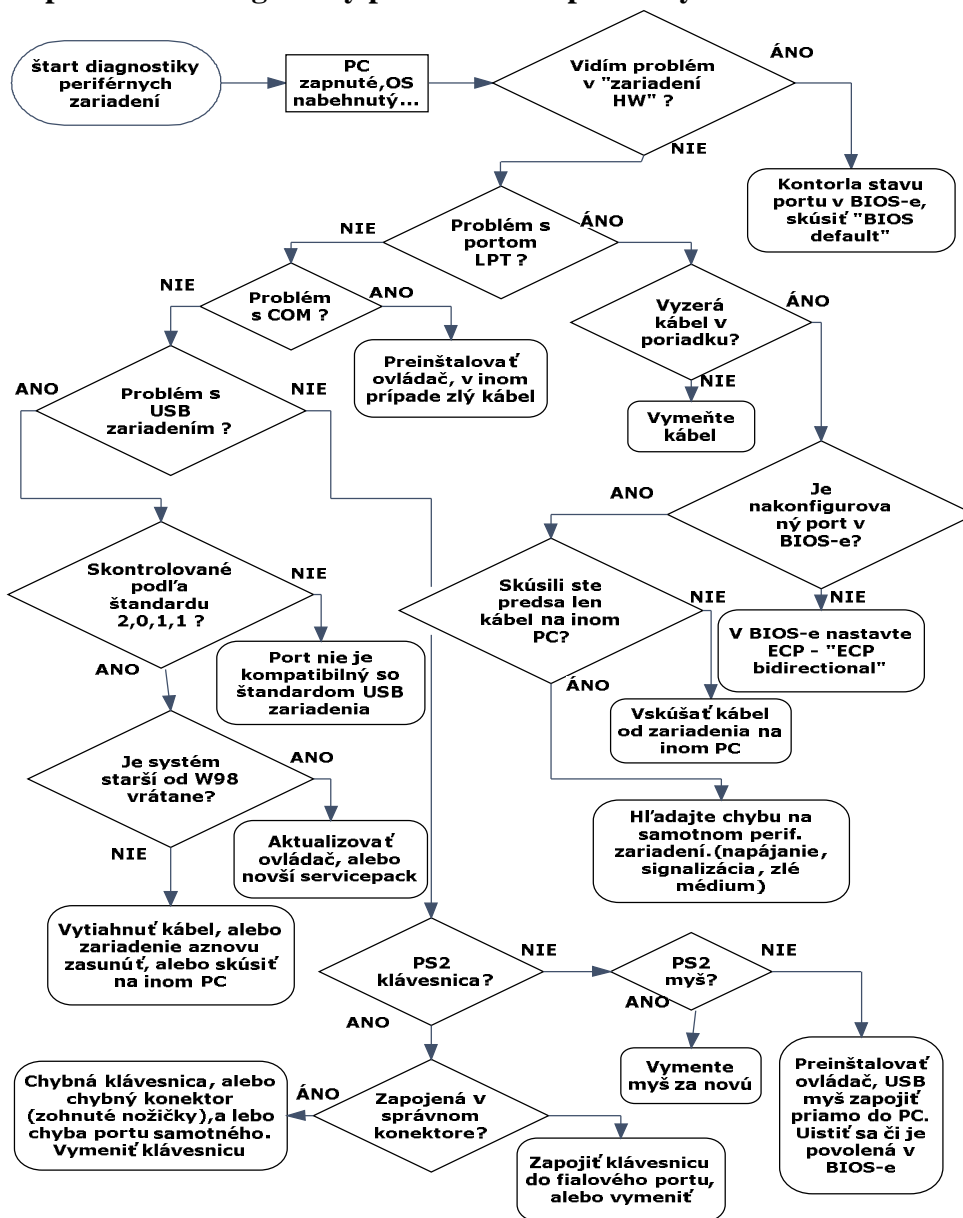 štart diagnostiky
periférnych
zariadení
PC
zapnuté,OS
nabehnutý...
Vidím problém
v "zariadení
HW" ?
ÁNO
NIE
Kontorla stavu
portu v BIOS-e,
skúsiť "BIOS
default"
Problém s
portom
LPT ?
NIE
ÁNO
Problém
s COM ?
NIE
ANO
Preinštalovať
ovládač, v inom
prípade zlý kábel
Vyzerá
kábel v
poriadku?
ÁNO
NIE
Vymeňte
kábel
Problém s
USB
zariadením ?
ANO
NIE
Je
nakonfigurova
ný port v
BIOS-e?
ANO
NIE
V BIOS-e nastavte
ECP - "ECP
bidirectional"
Skúsili ste
predsa len
kábel na inom
PC?
NIE
ÁNO
Vskúšať kábel
od zariadenia na
inom PC
Hľadajte chybu na
samotnom perif.
zariadení.(napájanie,
signalizácia, zlé
médium)
Skontrolované
podľa
štandardu
2,0,1,1 ?
NIE
ANO
Port nie je
kompatibilný so
štandardom USB
zariadenia
Je systém
starší od W98
vrátane?
ANO
NIE
Aktualizovať
ovládač, alebo
novší servicepack
Vytiahnuť kábel, alebo
zariadenie aznovu
zasunúť, alebo skúsiť
na inom PC
PS2
klávesnica?
NIE
ANO
PS2
myš?
NIE
ANO
Vymente
myš za novú
Preinštalovať
ovládač, USB
myš zapojiť
priamo do PC.
Uistiť sa či je
povolená v
BIOS-e
Zapojená v
správnom
konektore?
ÁNO
Chybná klávesnica, alebo
chybný konektor
(zohnuté nožičky),a lebo
chyba portu samotného.
Vymeniť klávesnicu
Zapojiť klávesnicu
do fialového portu,
alebo vymeniť